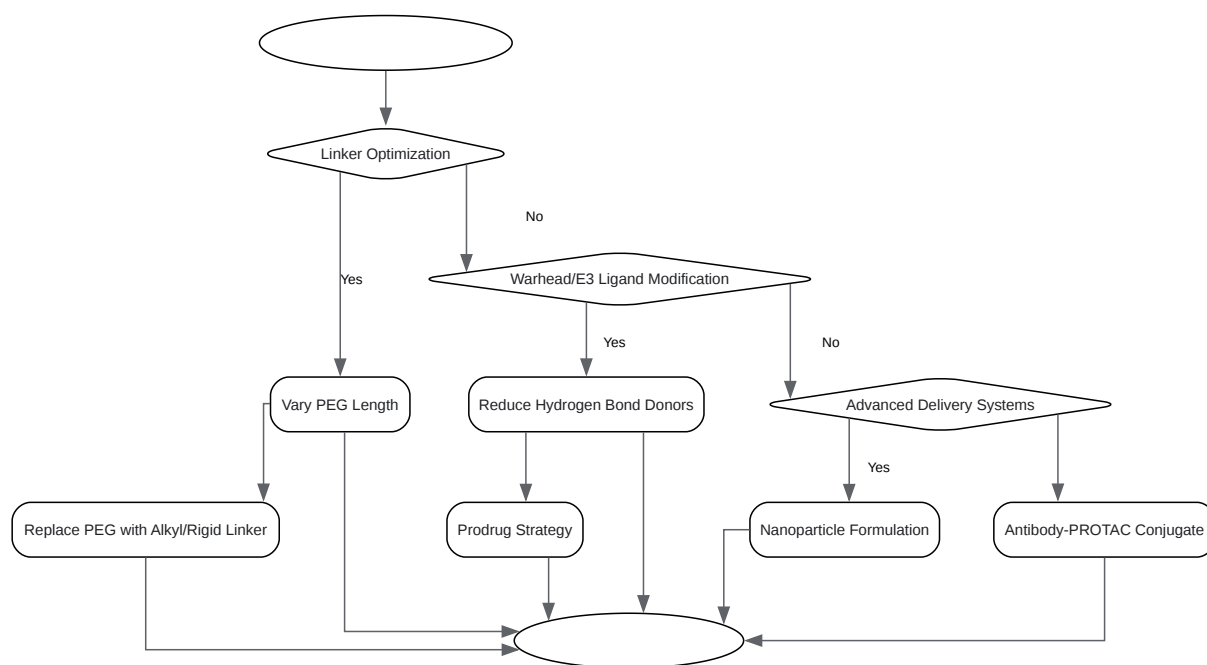 Linker Optimization
No
Warhead/E3 Ligand Modification
Yes
Yes
No
Vary PEG Length
Reduce Hydrogen Bond Donors
Advanced Delivery Systems
Yes
Replace PEG with Alkyl/Rigid Linker
Prodrug Strategy
Nanoparticle Formulation
Antibody-PROTAC Conjugate